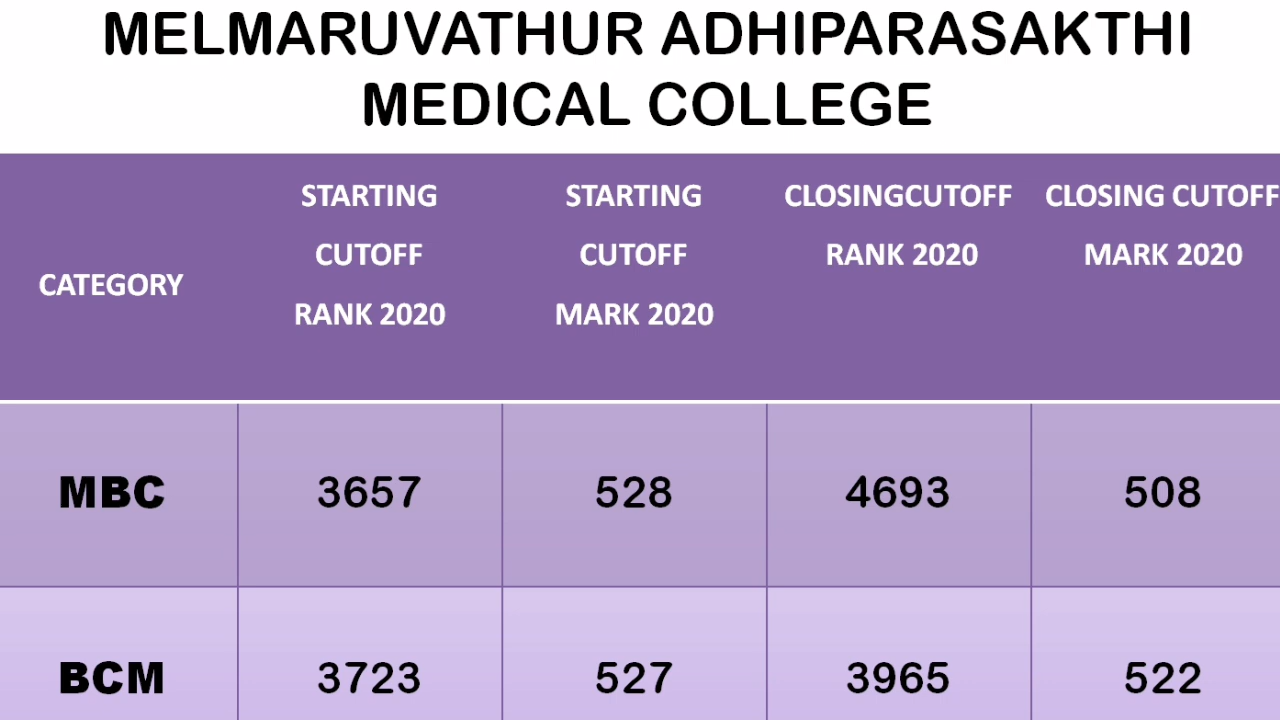 MELMARUVATHUR ADHIPARASAKTHI
MEDICAL COLLEGE
CATEGORY
STARTING
CUTOFF
RANK 2020
STARTING
CUTOFF
MARK 2020
CLOSINGCUTOFF
RANK 2020
CLOSING CUTOFF
MARK 2020
MBC 3657 528 4693 508
BCM 3723 527 3965 522